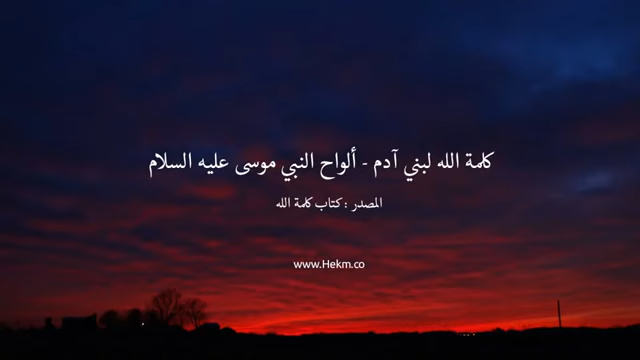 كلمة الله لبني آدم - ألواح النبي موسى عليه السلام
المصدر : كتاب كلمة الله
www.Hekm.co